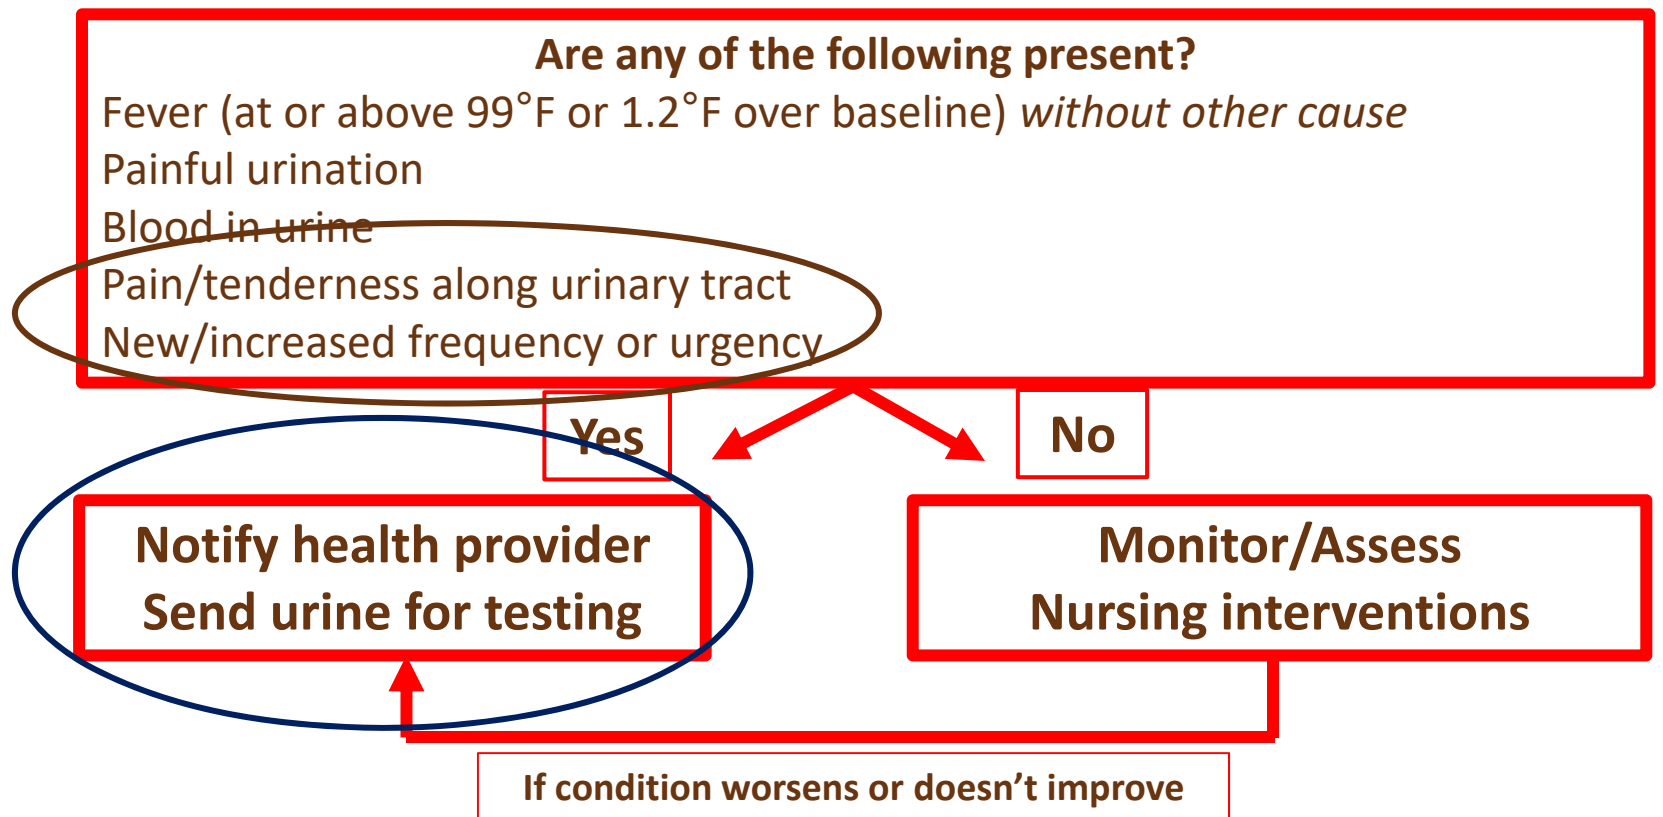 Are any of the following present?
Fever (at or above 99°F or 1.2°F over baseline) without other cause
Painful urination
Blood in urine
Pain/tenderness along urinary tract
New/increased frequency or urgency
Yes
No
Notify health provider
Send urine for testing
Monitor/Assess
Nursing interventions
If condition worsens or doesn’t improve